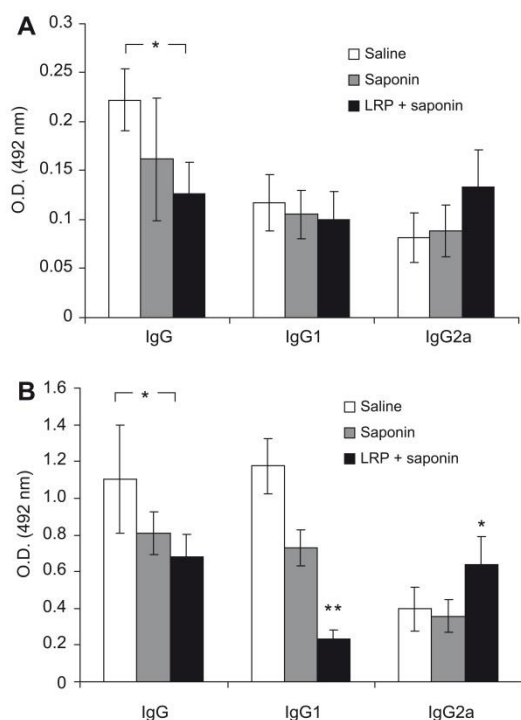 A
0.3
0.25
0.2
0.15
0.1
0.05
0
O.D. (492 nm)
*
Saline
Saponin
LRP + saponin
IgG IgG1 IgG2a
B
1.6
1.4
1.2
1.0
0.8
0.6
0.4
0.2
0
O.D. (492 nm)
*
Saline
Saponin
LRP + saponin
**
*
IgG IgG1 IgG2a